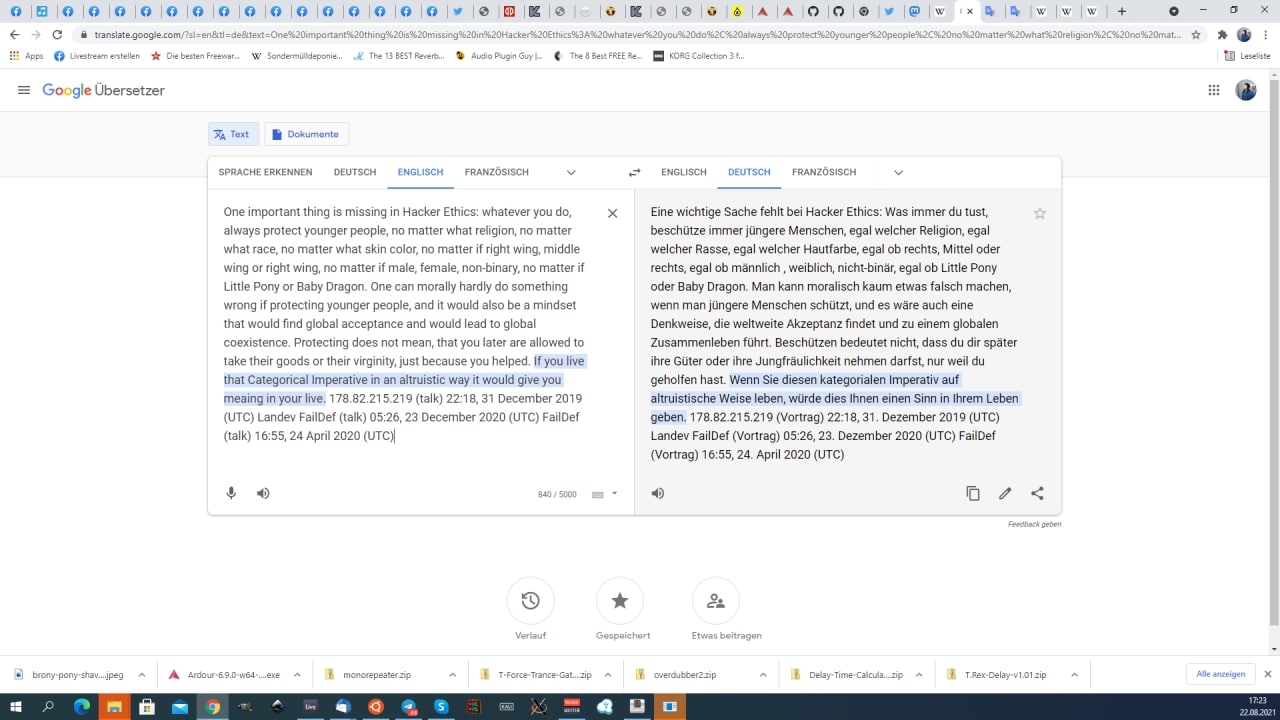 translate.google.com/?sl=en&tl=de&text=One%20important%20thing%20is%20missing%20in%20Hacker%20Ethics%3A%20whatever%20you%20do%2C%20always%20protect%20younger%20people%2C%20no%20matter%20what%20religion%2C%20no%20mat...
Apps
Livestream erstellen
Die besten Freewar...
Sondermülldeponie...
The 13 BEST Reverb...
Audio Plugin Guy |...
The 8 Best FREE Re...
KORG Collection 3 f...
Leseliste
Google Übersetzer
Text
Dokumente
SPRACHE ERKENNEN
DEUTSCH
ENGLISCH
FRANZÖSISCH
ENGLISCH
DEUTSCH
FRANZÖSISCH
One important thing is missing in Hacker Ethics: whatever you do,
always protect younger people, no matter what religion, no matter
what race, no matter what skin color, no matter if right wing, middle
wing or right wing, no matter if male, female, non-binary, no matter if
Little Pony or Baby Dragon. One can morally hardly do something
wrong if protecting younger people, and it would also be a mindset
that would find global acceptance and would lead to global
coexistence. Protecting does not mean, that you later are allowed to
take their goods or their virginity, just because you helped. If you live
that Categorical Imperative in an altruistic way it would give you
meaing in your live. 178.82.215.219 (talk) 22:18, 31 December 2019
(UTC) Landev FailDef (talk) 05:26, 23 December 2020 (UTC) FailDef
(talk) 16:55, 24 April 2020 (UTC)
840 / 5000
Eine wichtige Sache fehlt bei Hacker Ethics: Was immer du tust,
beschütze immer jüngere Menschen, egal welcher Religion, egal
welcher Rasse, egal welcher Hautfarbe, egal ob rechts, Mittel oder
rechts, egal ob männlich , weiblich, nicht-binär, egal ob Little Pony
oder Baby Dragon. Man kann moralisch kaum etwas falsch machen,
wenn man jüngere Menschen schützt, und es wäre auch eine
Denkweise, die weltweite Akzeptanz findet und zu einem globalen
Zusammenleben führt. Beschützen bedeutet nicht, dass du dir später
ihre Güter oder ihre Jungfräulichkeit nehmen darfst, nur weil du
geholfen hast. Wenn Sie diesen kategorialen Imperativ auf
altruistische Weise leben, würde dies Ihnen einen Sinn in Ihrem Leben
geben. 178.82.215.219 (Vortrag) 22:18, 31. Dezember 2019 (UTC)
Landev FailDef (Vortrag) 05:26, 23. Dezember 2020 (UTC) FailDef
(Vortrag) 16:55, 24. April 2020 (UTC)
Feedback geben
Verlauf
Gespeichert
Etwas beitragen
brony-pony-shav....jpeg
Ardour-6.9.0-w64-....exe
monorepeater.zip
T-Force-Trance-Gat....zip
overdubber2.zip
Delay-Time-Calcula....zip
T.Rex-Delay-v1.01.zip
Alle anzeigen
Live
KAU
17:23
22.08.2021